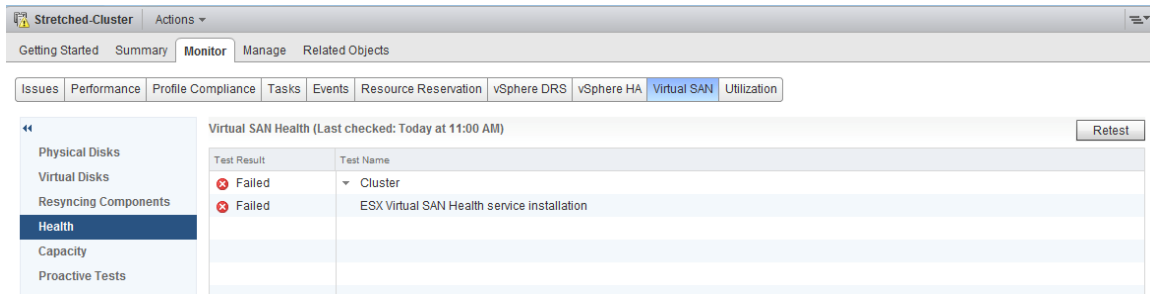 Stretched-Cluster Actions
Getting Started Summary Monitor Manage Related Objects
Issues Performance Profile Compliance Tasks Events Resource Reservation vSphere DRS vSphere HA Virtual SAN Utilization
Virtual SAN Health (Last checked: Today at 11:00 AM) Retest
Physical Disks
Virtual Disks
Resyncing Components
Health
Capacity
Proactive Tests
Test Result Test Name
Failed Cluster
Failed ESX Virtual SAN Health service installation